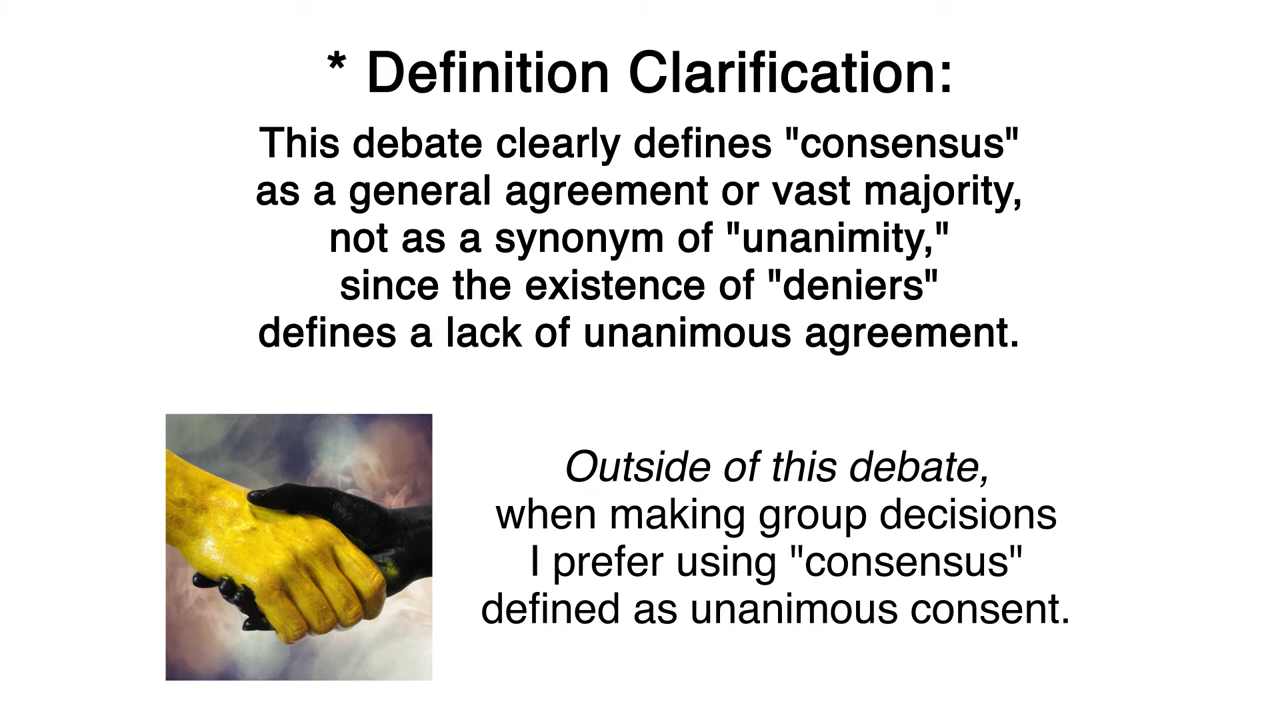 * Definition Clarification:
This debate clearly defines "consensus"
as a general agreement or vast majority,
not as a synonym of "unanimity,"
since the existence of "deniers"
defines a lack of unanimous agreement.
Outside of this debate,
when making group decisions
I prefer using "consensus"
defined as unanimous consent.